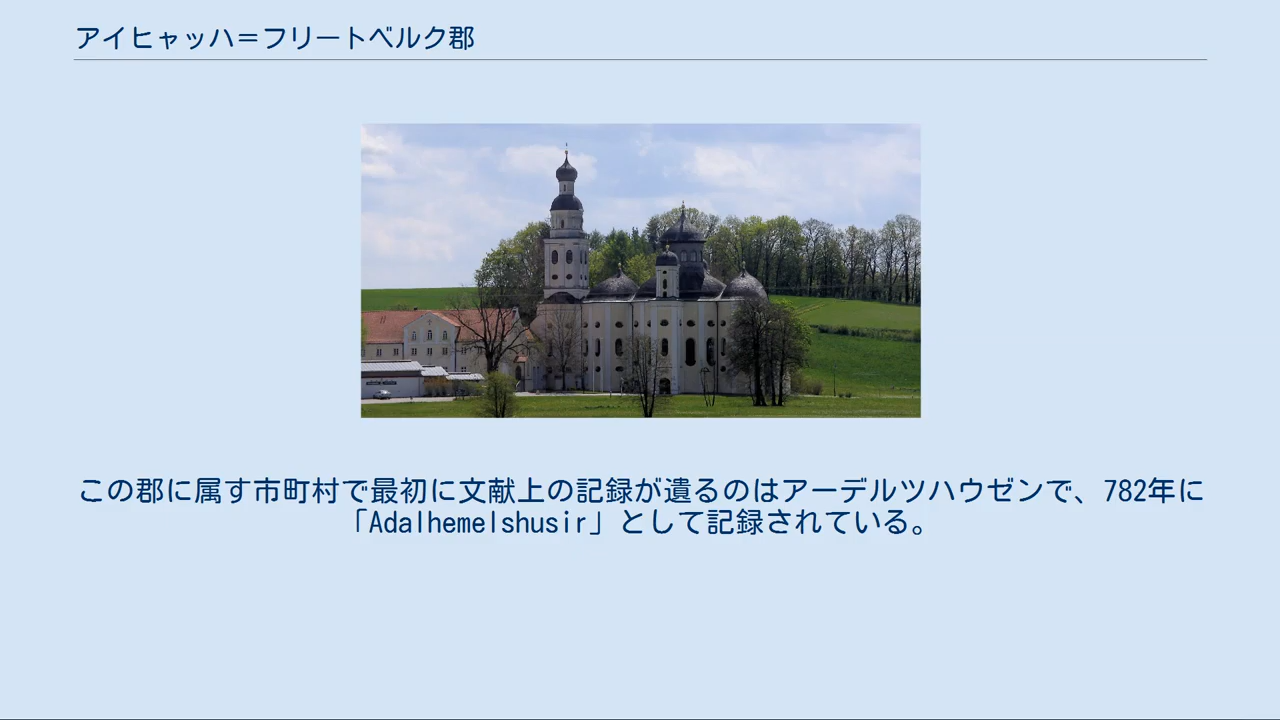 アイヒャッハ＝フリートベルク郡
この郡に属す市町村で最初に文献上の記録が遺るのはアーデルツハウゼンで、782年に
「Adalhemelshusir」として記録されている。